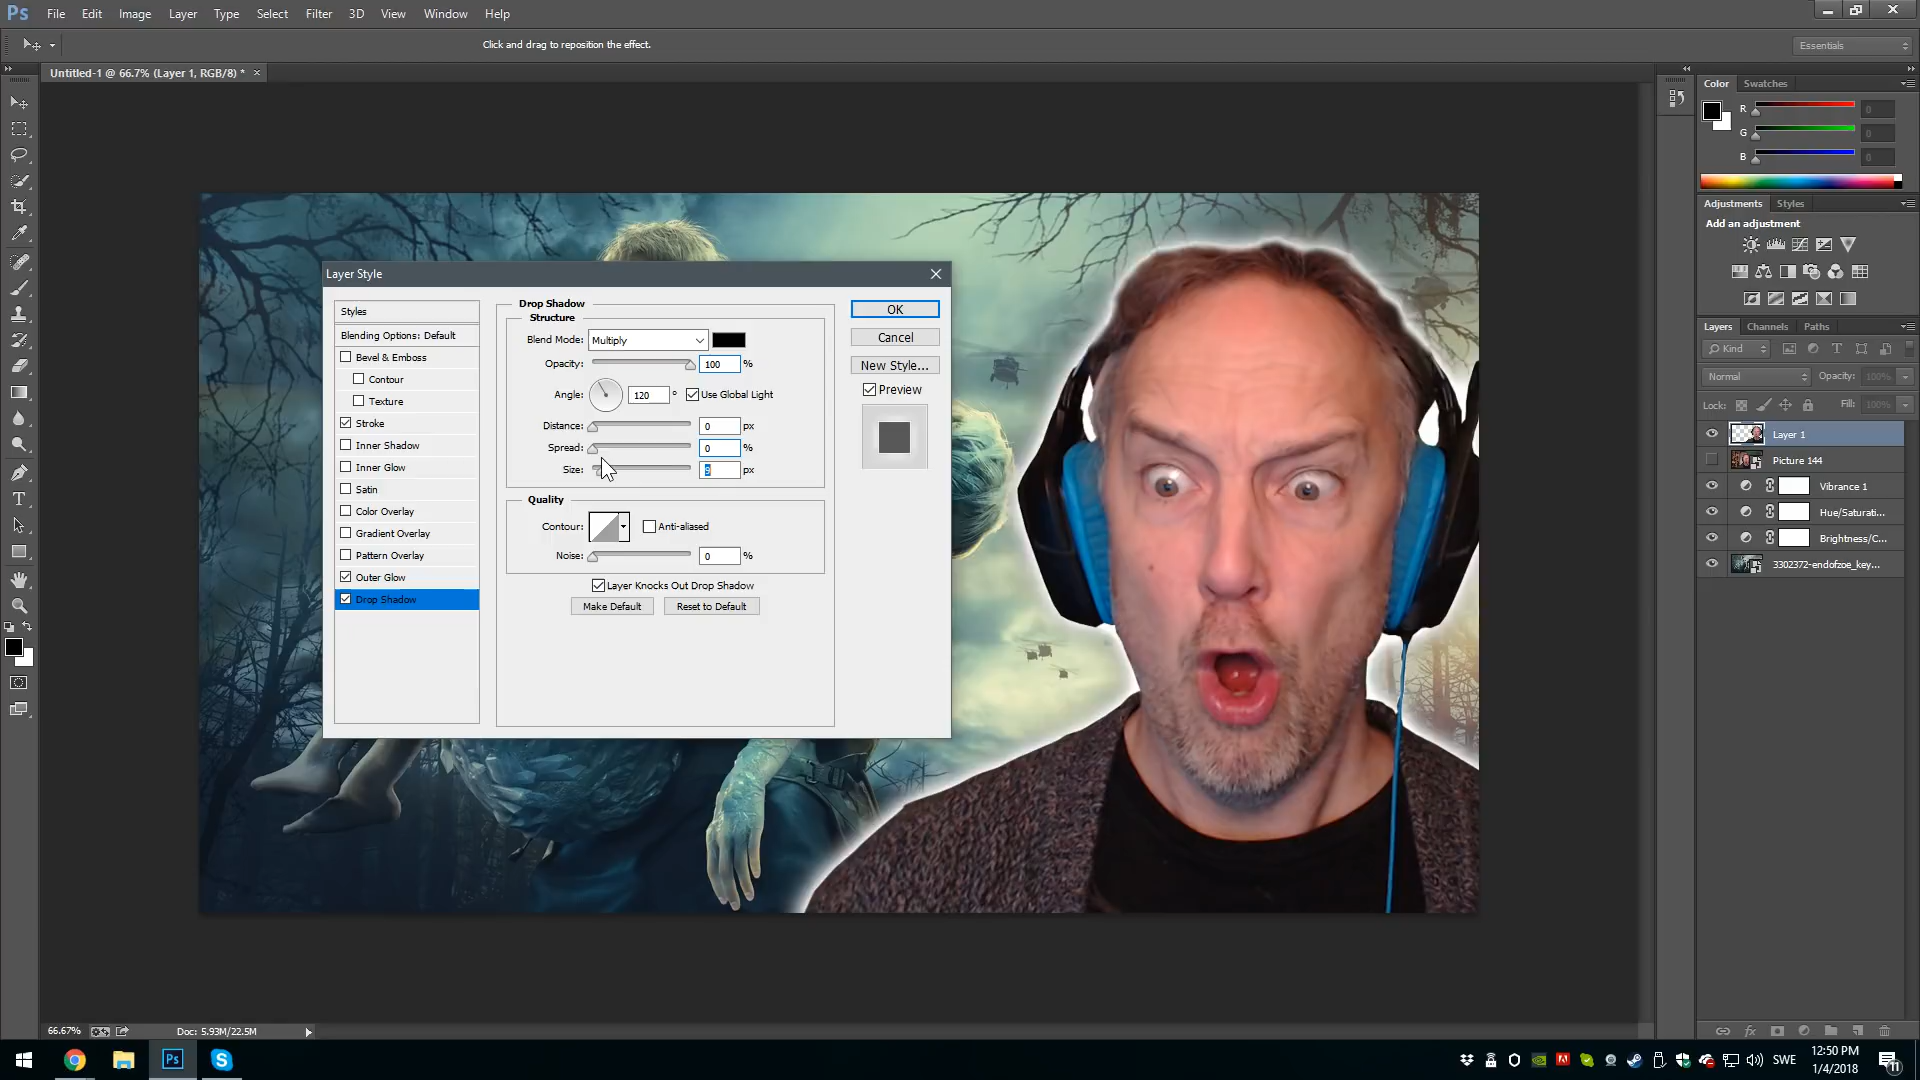 Ps File Edit Image Layer Type Select Filter 3D View Window Help
Click and drag to reposition the effect.
Essentials
Untitled-1 @ 66.7% (Layer 1, RGB/8) *
Layer Style
Styles
Blending Options: Default
Bevel & Emboss
Contour
Texture
Stroke
Inner Shadow
Inner Glow
Satin
Color Overlay
Gradient Overlay
Pattern Overlay
Outer Glow
Drop Shadow
Drop Shadow
Structure
Blend Mode: Multiply
Opacity: 100 %
Angle: 120 ° Use Global Light
Distance: 0 px
Spread: 0 %
Size: 9 px
Quality
Contour: Anti-aliased
Noise: 0 %
Layer Knocks Out Drop Shadow
Make Default Reset to Default
OK
Cancel
New Style...
Preview
Color Swatches
R 0
G 0
B 0
Adjustments Styles
Add an adjustment
Layers Channels Paths
Kind
Normal Opacity: 100%
Lock: Fill: 100%
Layer 1
Picture 144
Vibrance 1
Hue/Saturati...
Brightness/C...
3302372-endofzoe_key...
66.67% Doc: 5.93M/22.5M
Ps
SWE
12:50 PM
1/4/2018
11